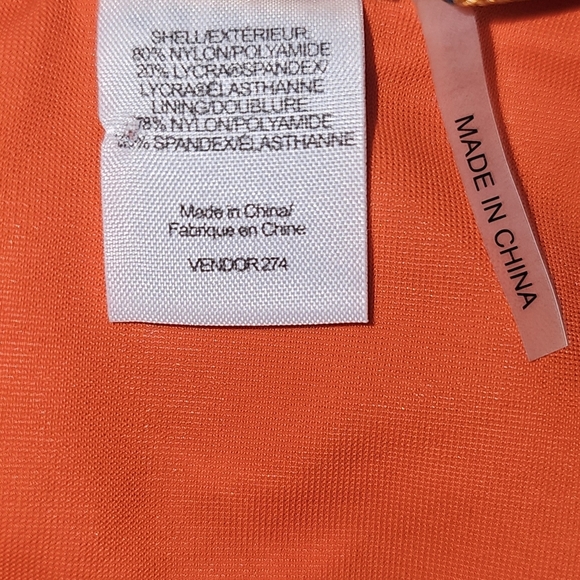 SHELL/EXTÉRIEUR
80% NYLON/POLYAMIDE
20% LYCRA®SPANDEX/
LYCRA®ÉLASTHANNE
LINING/DOUBLURE
78% NYLON/POLYAMIDE
SPANDEX/ÉLASTHANNE
Made in China/
Fabriqué en Chine
VENDOR 274
MADE IN CHINA